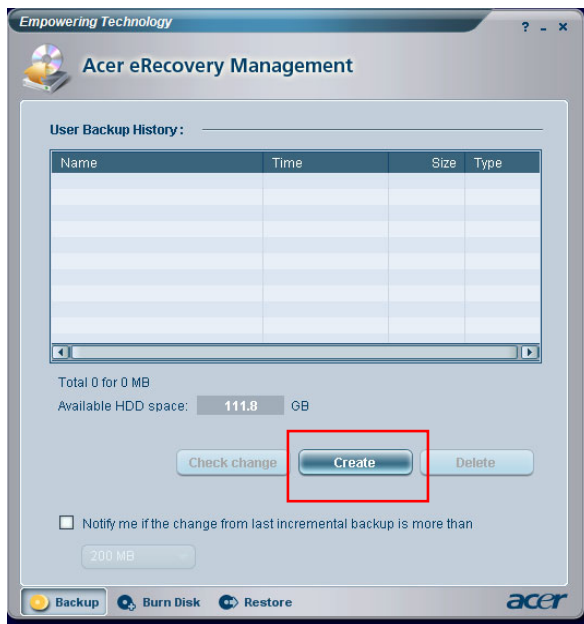 Empowering Technology
? - x
Acer eRecovery Management
User Backup History :
Name Time Size Type
Total 0 for 0 MB
Available HDD space: 111.8 GB
Check change Create Delete
Notify me if the change from last incremental backup is more than
200 MB
Backup Burn Disk Restore acer